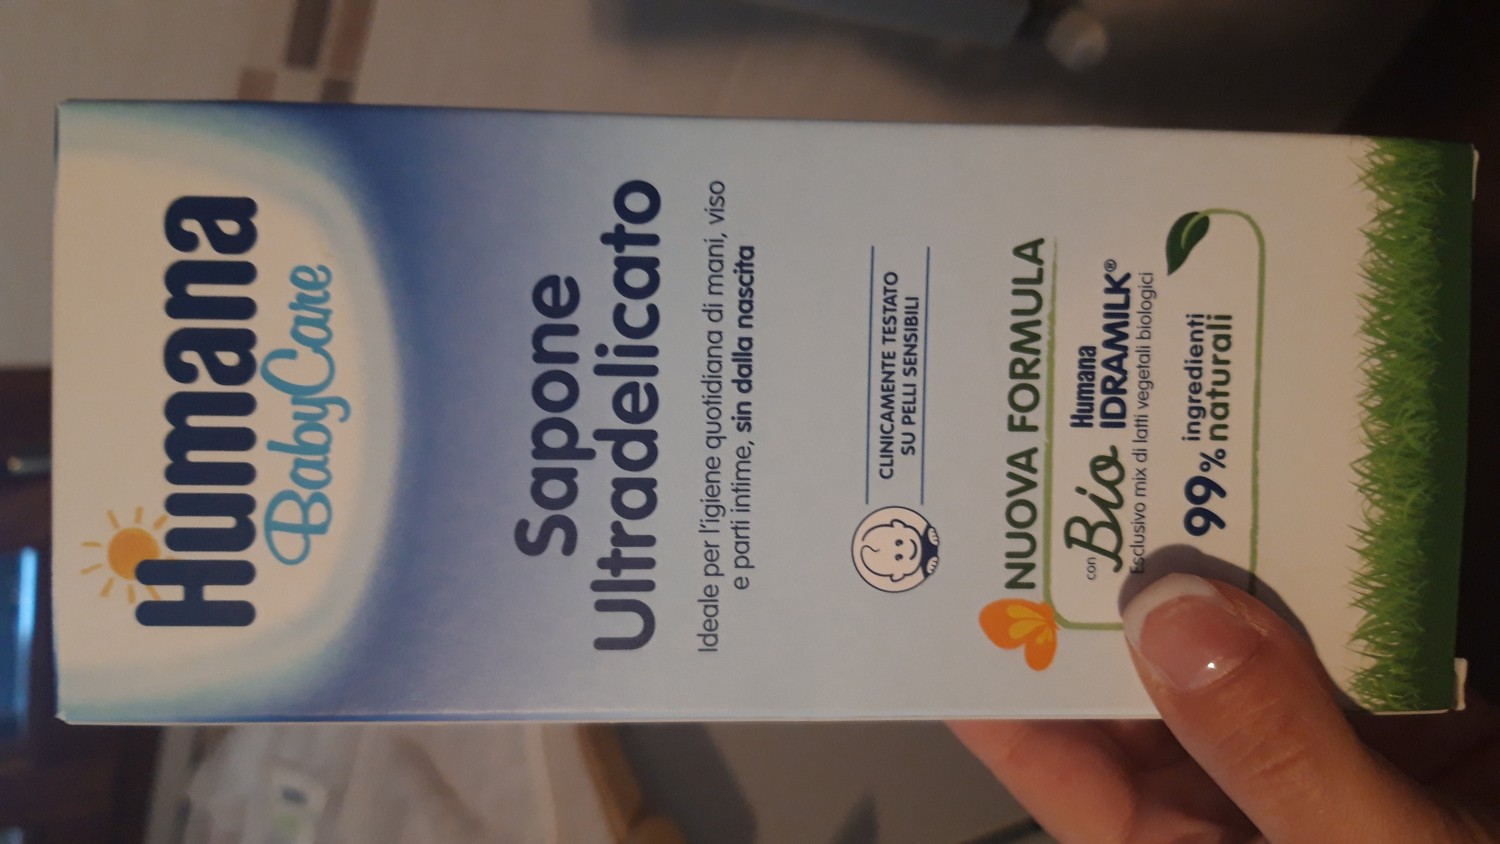 Humana
BabyCare
Sapone
Ultradelicato
Ideale per l'igiene quotidiana di mani, viso
e parti intime, sin dalla nascita
CLINICAMENTE TESTATO
SU PELLI SENSIBILI
NUOVA FORMULA
con Bio Humana
IDRAMILK®
Esclusivo mix di latti vegetali biologici
99% ingredienti
naturali